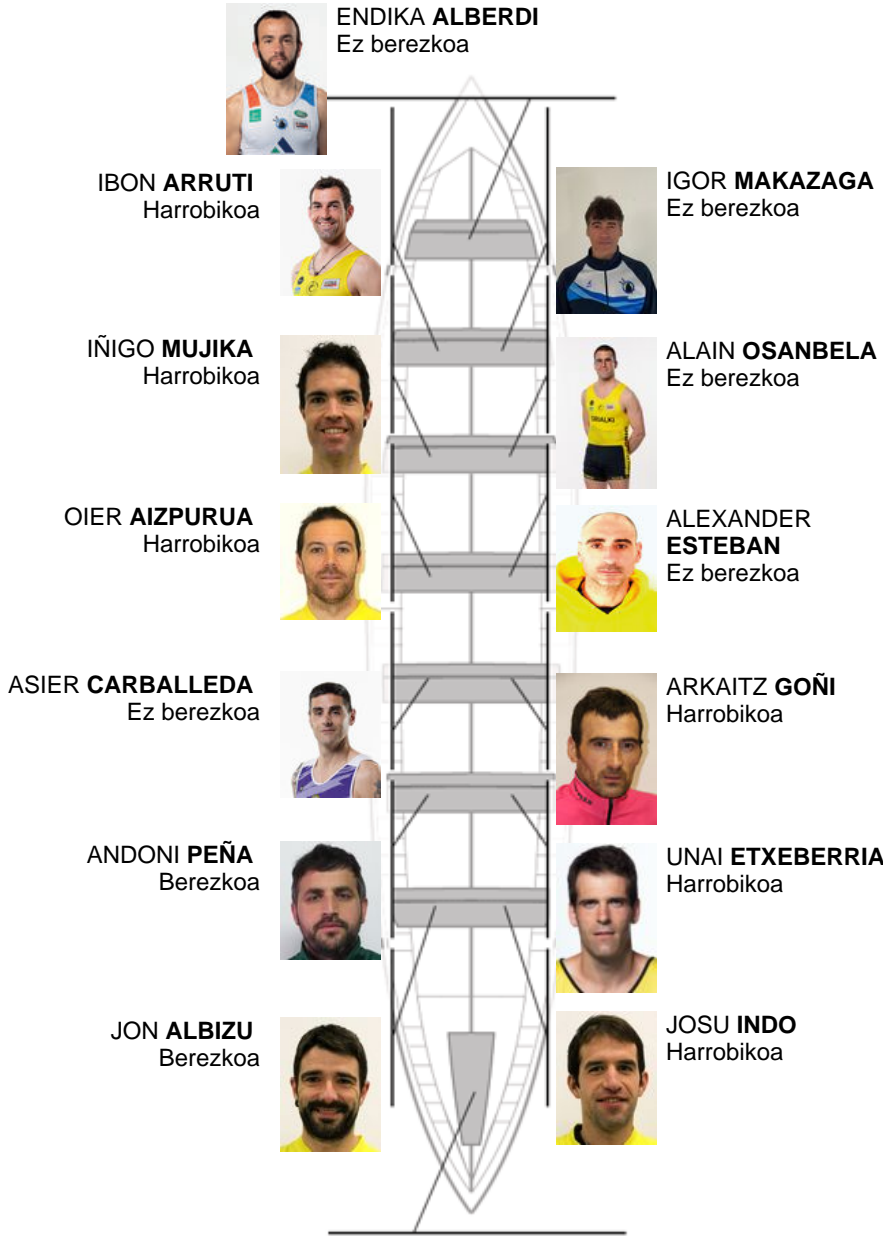 ENDIKA ALBERDI
Ez berezkoa
IBON ARRUTI
Harrobikoa
IGOR MAKAZAGA
Ez berezkoa
IÑIGO MUJIKA
Harrobikoa
ALAIN OSANBELA
Ez berezkoa
OIER AIZPURUA
Harrobikoa
ALEXANDER
ESTEBAN
Ez berezkoa
ASIER CARBALLEDA
Ez berezkoa
ARKAITZ GOÑI
Harrobikoa
ANDONI PEÑA
Berezkoa
UNAI ETXEBERRIA
Harrobikoa
JON ALBIZU
Berezkoa
JOSU INDO
Harrobikoa